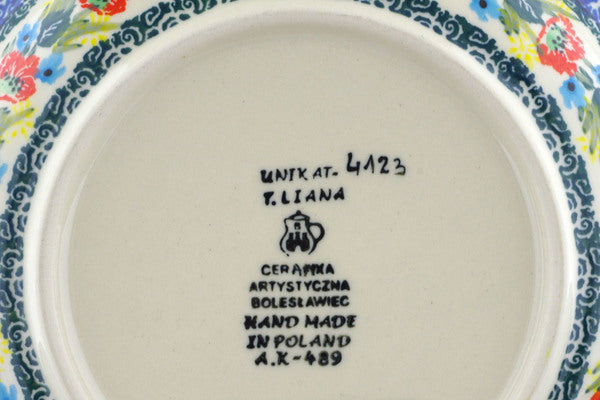 UNIKAT- 4123
T. LIANA
CERAMIKA
ARTYSTYCZNA
BOLESŁAWIEC
HAND MADE
IN POLAND
A.K-489